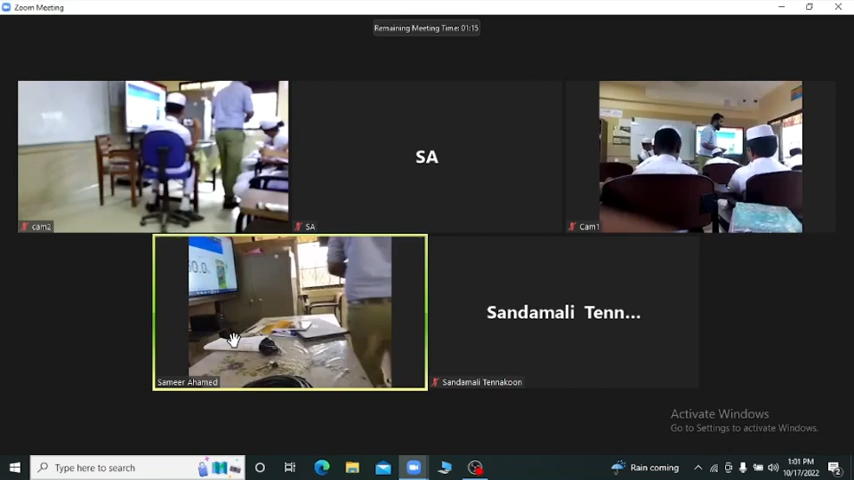 Zoom Meeting
Remaining Meeting Time: 01:15
SA
cam2
SA
Cam1
Sandamali Tenn...
Sameer Ahamed
Sandamali Tennakoon
Activate Windows
Go to Settings to activate Windows.
Type here to search
Rain coming
1:01 PM
10/17/2022